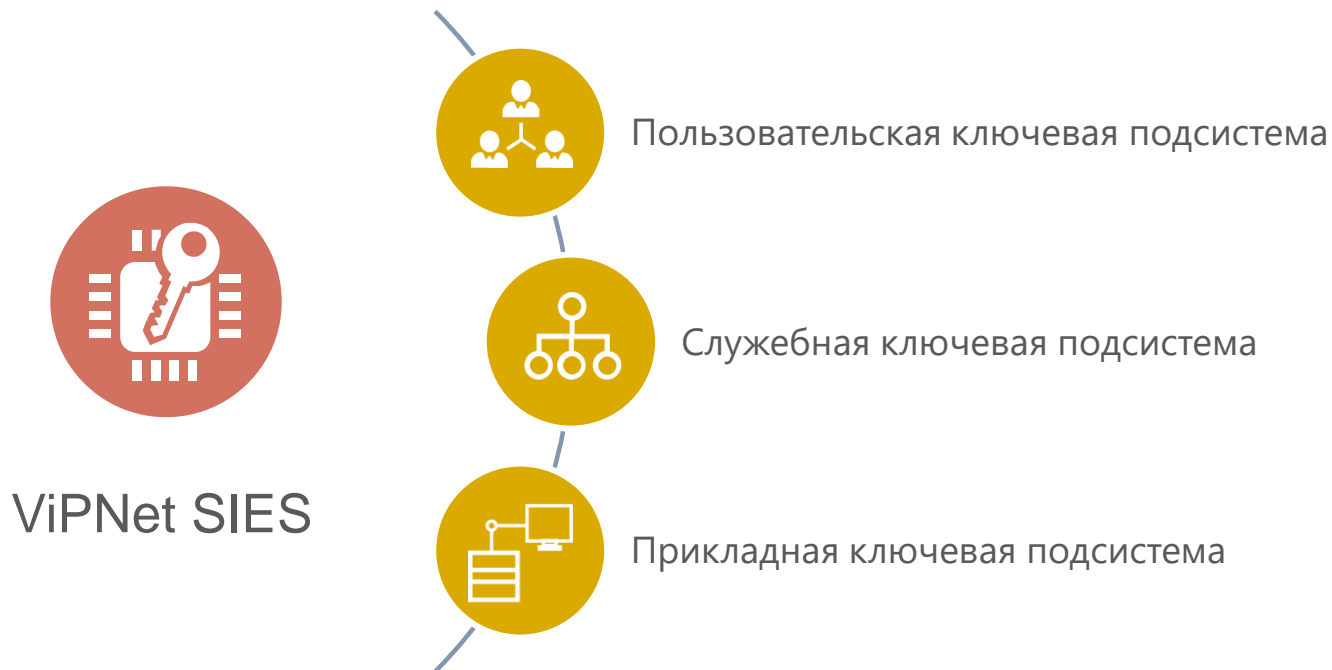 Пользовательская ключевая подсистема
Служебная ключевая подсистема
ViPNet SIES
Прикладная ключевая подсистема